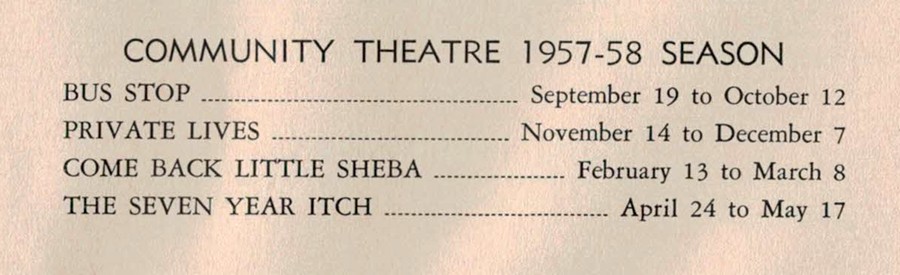 COMMUNITY THEATRE 1957-58 SEASON
BUS STOP ........................ September 19 to October 12
PRIVATE LIVES ........................ November 14 to December 7
COME BACK LITTLE SHEBA ............ February 13 to March 8
THE SEVEN YEAR ITCH .................... April 24 to May 17